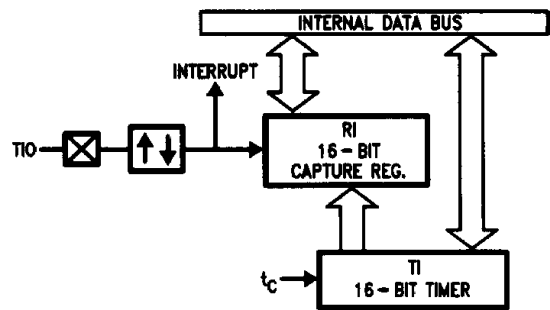 INTERNAL DATA BUS
INTERRUPT
TIO
RI
16-BIT
CAPTURE REG.
tC
TI
16-BIT TIMER